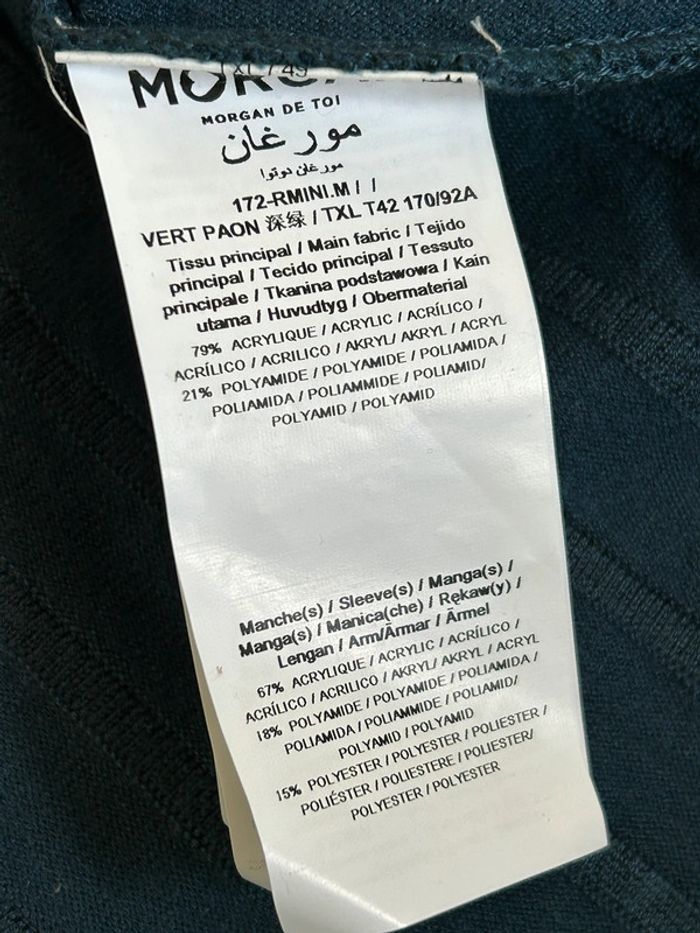 MORGAN
MORGAN DE TOI
مورغان
مورغان دوتوا
172-RMINI.M / /
VERT PAON 深绿 / TXL T42 170/92A
Tissu principal / Main fabric / Tejido
principal / Tecido principal / Tessuto
principale / Tkanina podstawowa / Kain
utama / Huvudtyg / Obermaterial
79% ACRYLIQUE / ACRYLIC / ACRÍLICO /
ACRÍLICO / ACRILICO / AKRYL/ AKRYL / ACRYL
21% POLYAMIDE / POLYAMIDE / POLIAMIDA /
POLIAMIDA / POLIAMMIDE / POLIAMID/
POLYAMID / POLYAMID
Manche(s) / Sleeve(s) / Manga(s) /
Manga(s) / Manica(che) / Rękaw(y) /
Lengan / Arm/Ärmar / Ärmel
67% ACRYLIQUE / ACRYLIC / ACRÍLICO /
ACRÍLICO / ACRILICO / AKRYL/ AKRYL / ACRYL
18% POLYAMIDE / POLYAMIDE / POLIAMIDA /
POLIAMIDA / POLIAMMIDE / POLIAMID/
POLYAMID / POLYAMID
15% POLYESTER / POLYESTER / POLIESTER /
POLIÉSTER / POLIESTERE / POLIESTER/
POLYESTER / POLYESTER